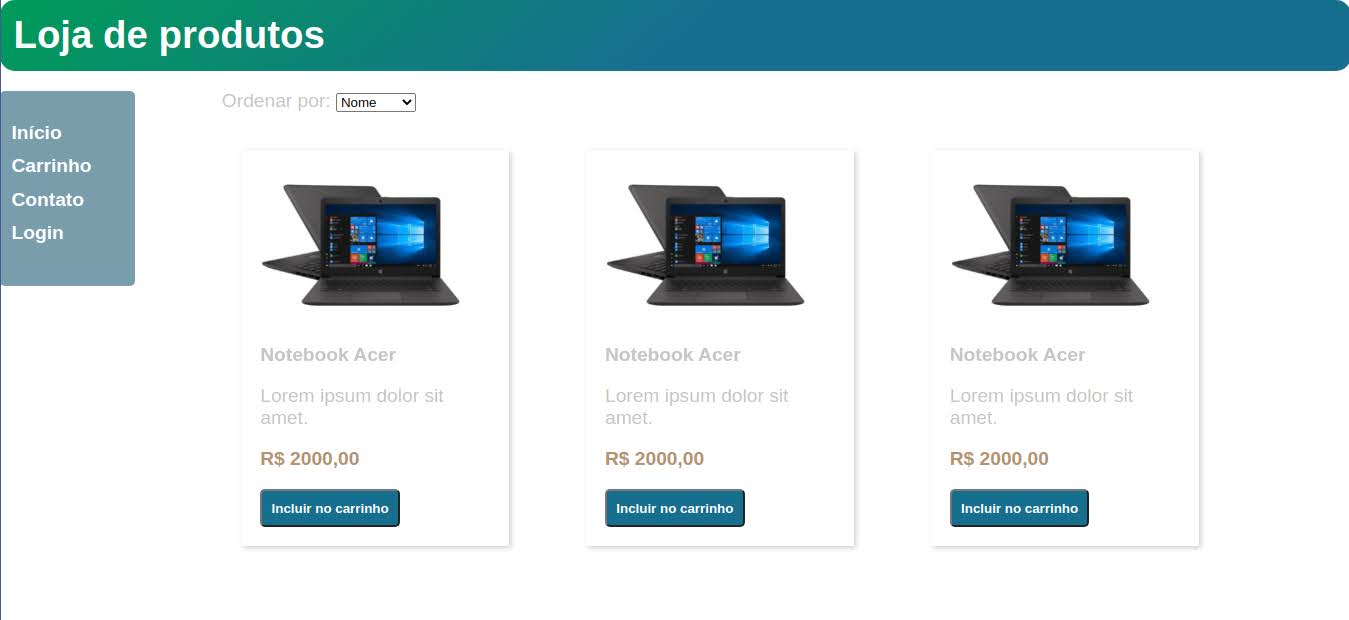 Loja de produtos
Início
Carrinho
Contato
Login
Ordenar por: Nome
Notebook Acer
Lorem ipsum dolor sit
amet.
R$ 2000,00
Incluir no carrinho
Notebook Acer
Lorem ipsum dolor sit
amet.
R$ 2000,00
Incluir no carrinho
Notebook Acer
Lorem ipsum dolor sit
amet.
R$ 2000,00
Incluir no carrinho